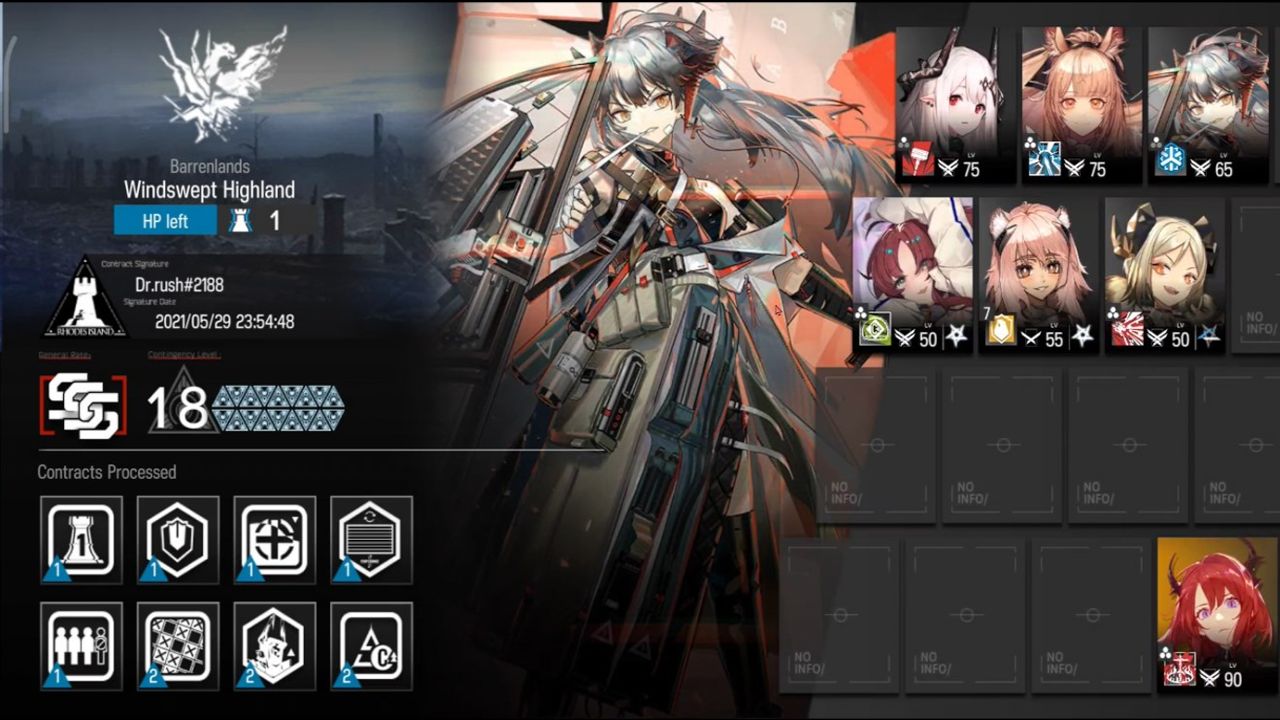 Barrenlands
Windswept Highland
HP left 1
Contract Signature
Dr.rush#2188
Signature Date
2021/05/29 23:54:48
RHODES ISLAND
General Rate:
Contingency Level:
18
Contracts Processed
1
1
1
1
1
1
2
2
2
LV 75
LV 75
LV 65
LV 50
7
LV 55
LV 50
NO INFO/
NO
INFO/
NO
INFO/
NO
INFO/
NO
INFO/
NO
INFO/
NO
INFO/
NO
INFO/
LV 90